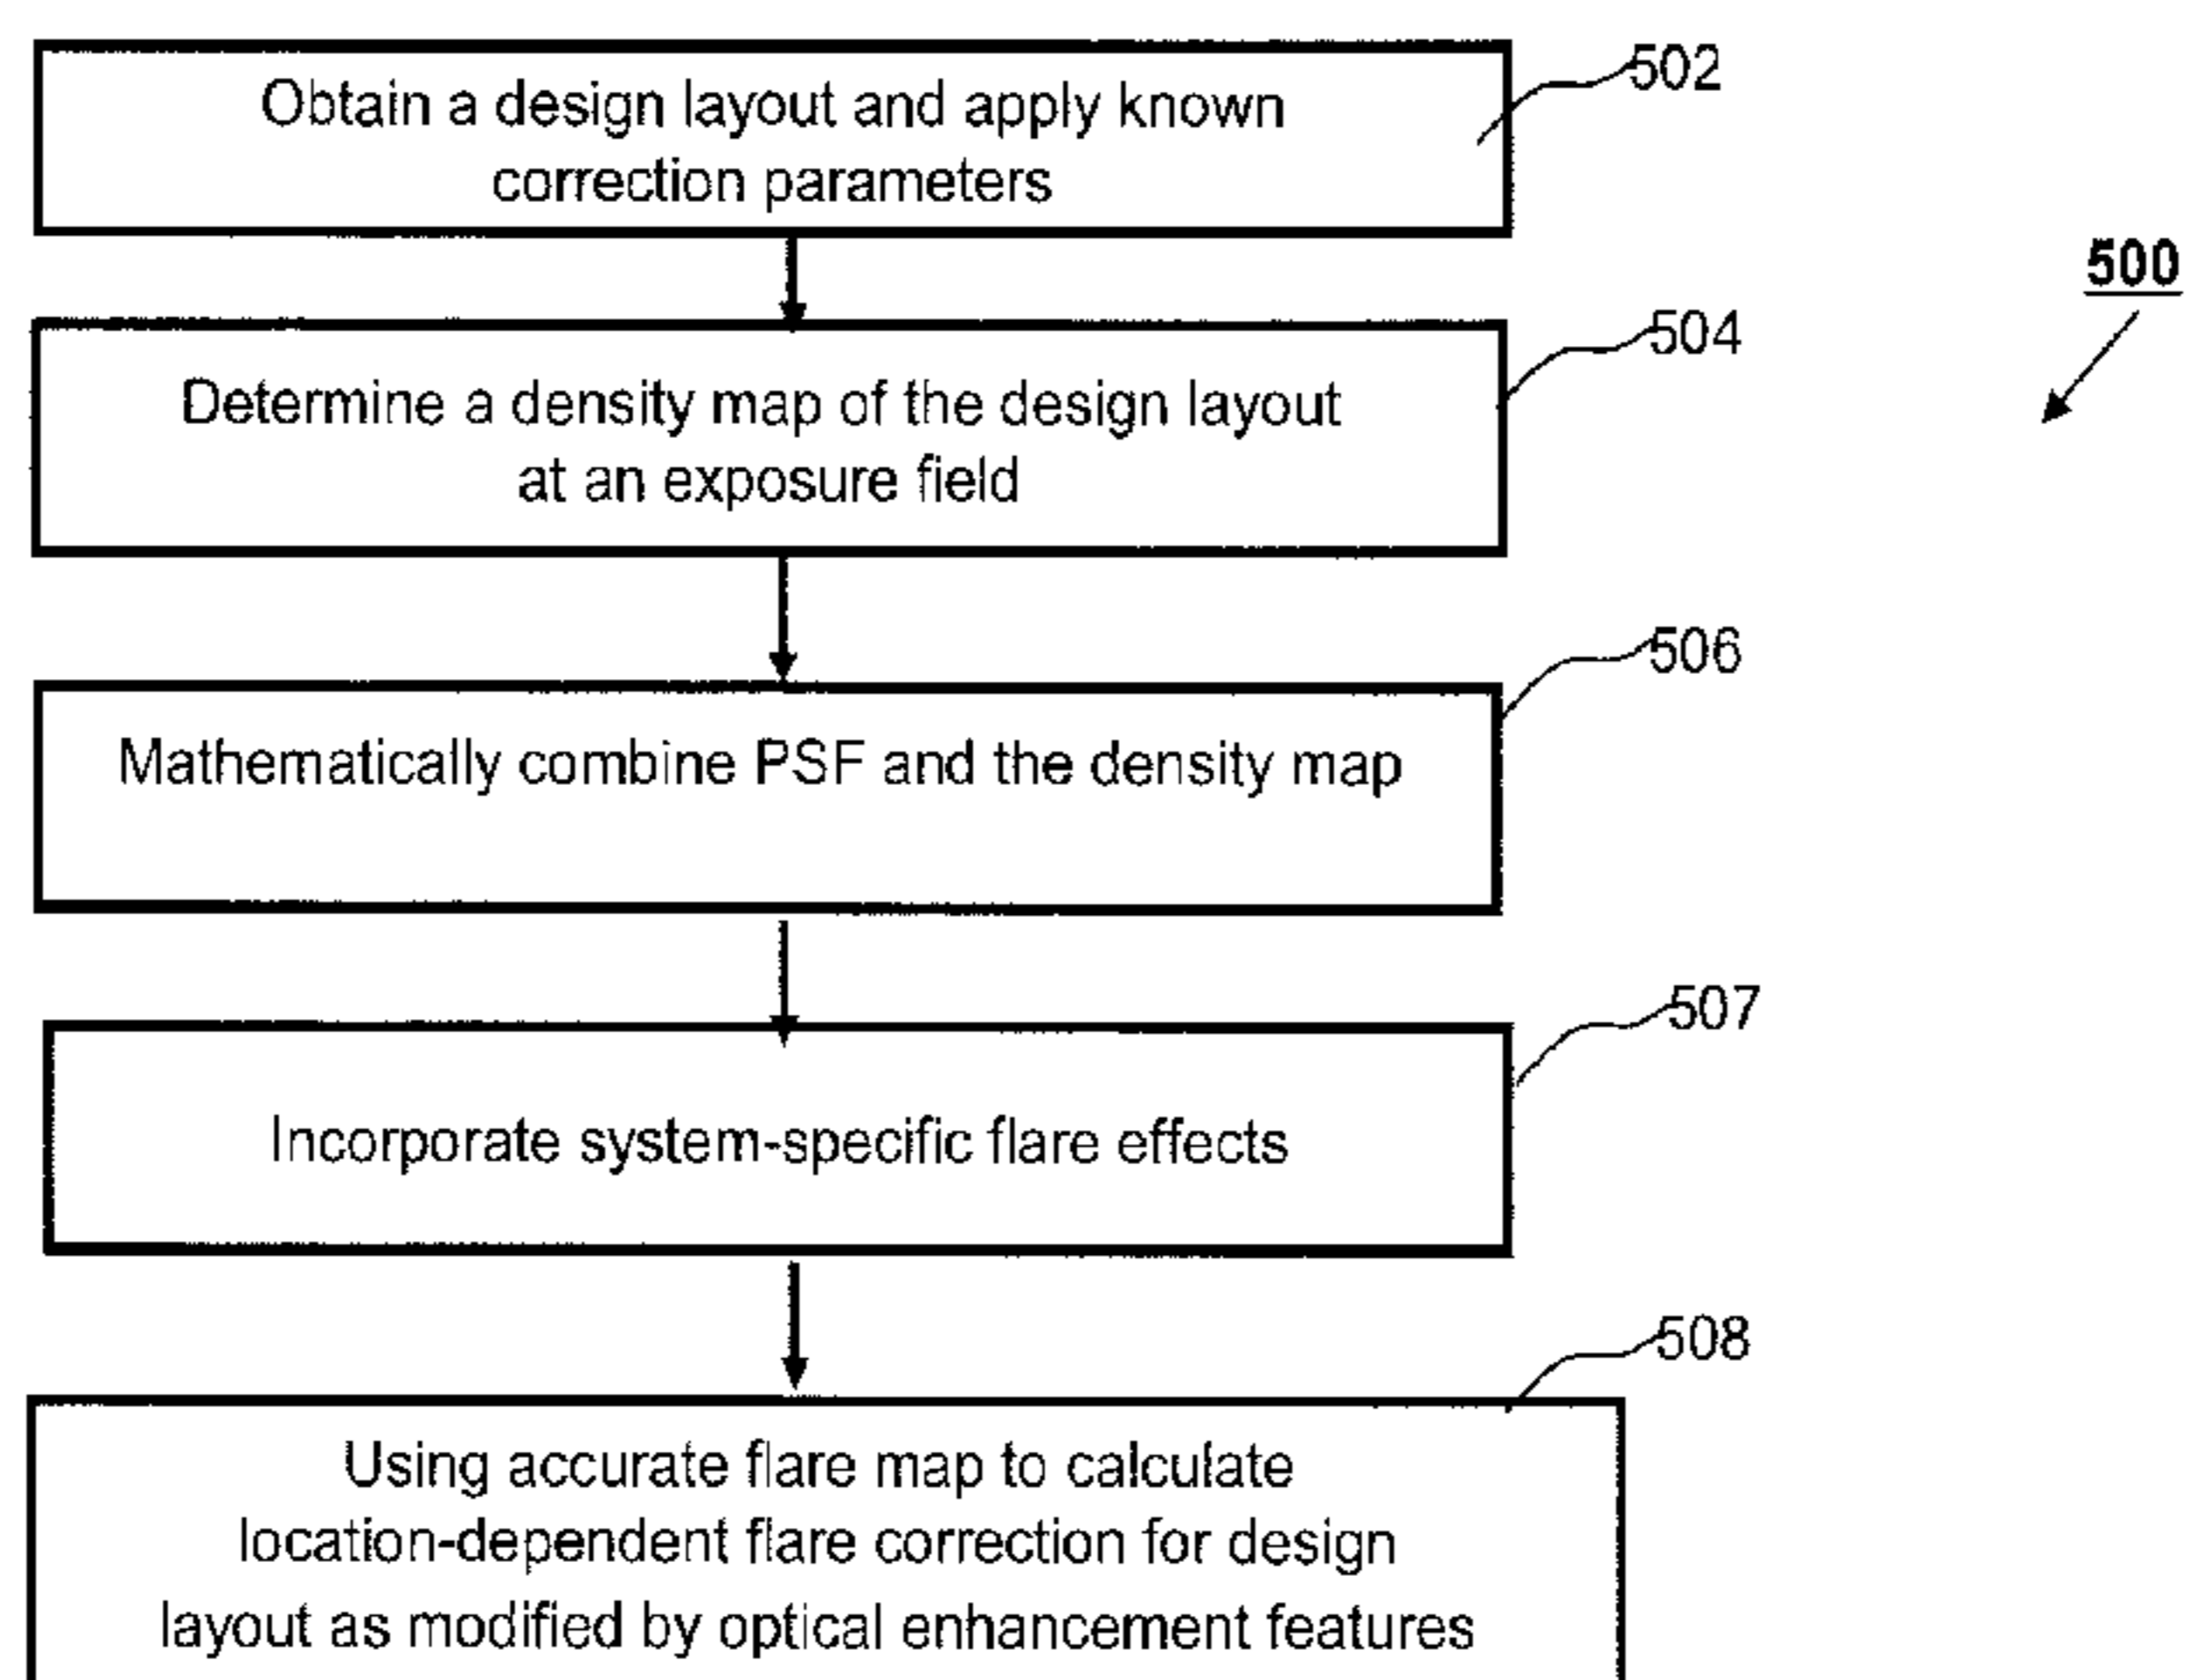 Obtain a design layout and apply known
correction parameters
502
500
Determine a density map of the design layout
at an exposure field
504
Mathematically combine PSF and the density map
506
Incorporate system-specific flare effects
507
Using accurate flare map to calculate
location-dependent flare correction for design
layout as modified by optical enhancement features
508